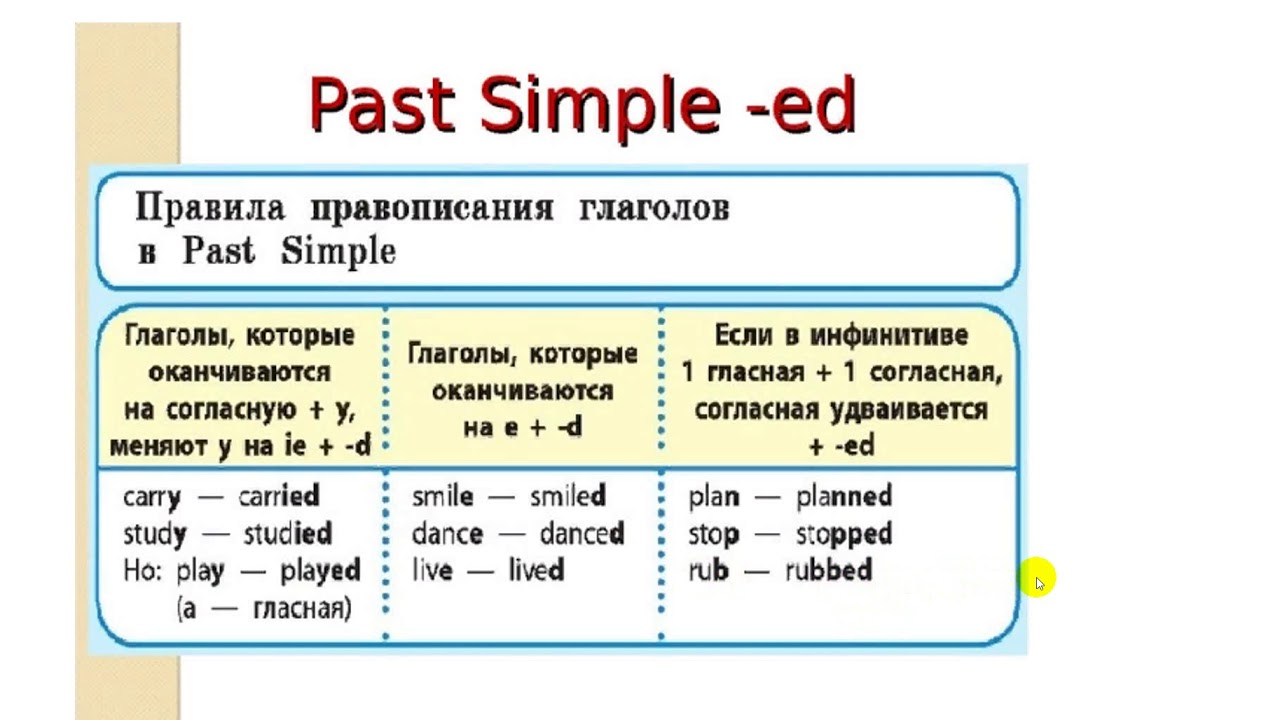 Past Simple -ed
Правила правописания глаголов
в Past Simple
Глаголы, которые
оканчиваются
на согласную + y,
меняют y на ie + -d
Глаголы, которые
оканчиваются
на e + -d
Если в инфинитиве
1 гласная + 1 согласная,
согласная удваивается
+ -ed
carry — carried
study — studied
Но: play — played
(a — гласная)
smile — smiled
dance — danced
live — lived
plan — planned
stop — stopped
rub — rubbed